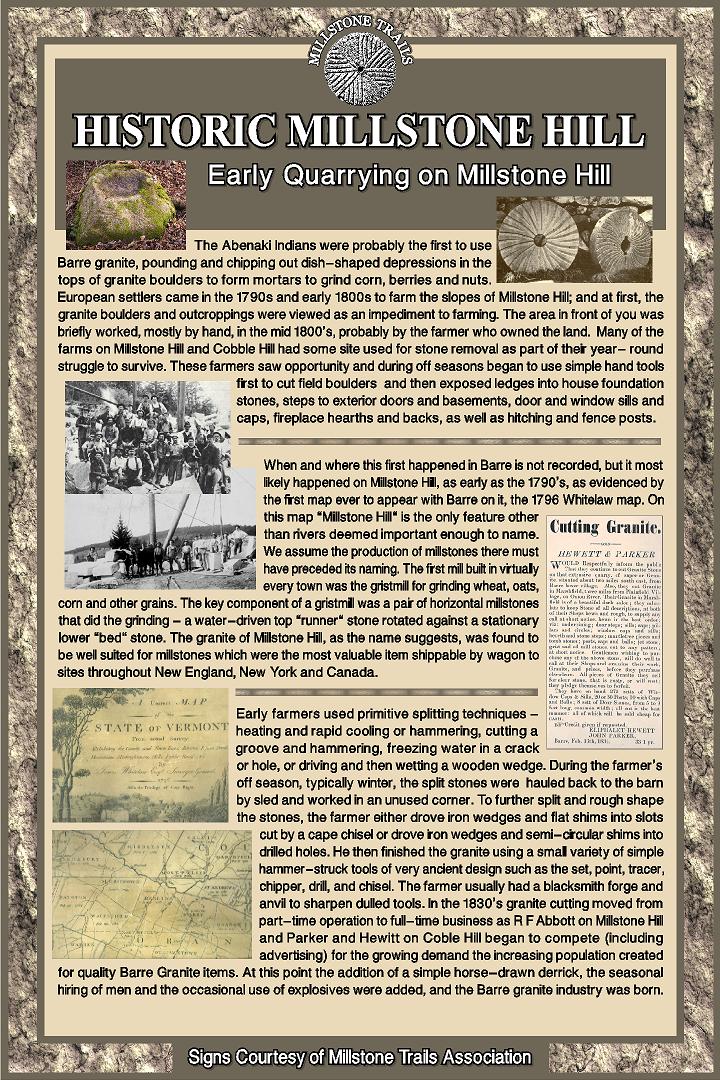 MILLSTONE TRAILS
HISTORIC MILLSTONE HILL
Early Quarrying on Millstone Hill
The Abenaki Indians were probably the first to use
Barre granite, pounding and chipping out dish-shaped depressions in the
tops of granite boulders to form mortars to grind corn, berries and nuts.
European settlers came in the 1790s and early 1800s to farm the slopes of Millstone Hill; and at first, the
granite boulders and outcroppings were viewed as an impediment to farming. The area in front of you was
briefly worked, mostly by hand, in the mid 1800's, probably by the farmer who owned the land. Many of the
farms on Millstone Hill and Cobble Hill had some site used for stone removal as part of their year- round
struggle to survive. These farmers saw opportunity and during off seasons began to use simple hand tools
first to cut field boulders and then exposed ledges into house foundation
stones, steps to exterior doors and basements, door and window sills and
caps, fireplace hearths and backs, as well as hitching and fence posts.
When and where this first happened in Barre is not recorded, but it most
likely happened on Millstone Hill, as early as the 1790's, as evidenced by
the first map ever to appear with Barre on it, the 1796 Whitelaw map. On
this map "Millstone Hill" is the only feature other
than rivers deemed important enough to name.
We assume the production of millstones there must
have preceded its naming. The first mill built in virtually
every town was the gristmill for grinding wheat, oats,
corn and other grains. The key component of a gristmill was a pair of horizontal millstones
that did the grinding - a water-driven top "runner" stone rotated against a stationary
lower "bed" stone. The granite of Millstone Hill, as the name suggests, was found to
be well suited for millstones which were the most valuable item shippable by wagon to
sites throughout New England, New York and Canada.
Cutting Granite.
HEWETT & PARKER
WOULD Respectfully inform the public
ELIPHALET HEWETT
JOHN PARKER.
STATE OF VERMONT
Early farmers used primitive splitting techniques -
heating and rapid cooling or hammering, cutting a
groove and hammering, freezing water in a crack
or hole, or driving and then wetting a wooden wedge. During the farmer's
off season, typically winter, the split stones were hauled back to the barn
by sled and worked in an unused corner. To further split and rough shape
the stones, the farmer either drove iron wedges and flat shims into slots
cut by a cape chisel or drove iron wedges and semi-circular shims into
drilled holes. He then finished the granite using a small variety of simple
hammer-struck tools of very ancient design such as the set, point, tracer,
chipper, drill, and chisel. The farmer usually had a blacksmith forge and
anvil to sharpen dulled tools. In the 1830's granite cutting moved from
part-time operation to full-time business as R F Abbott on Millstone Hill
and Parker and Hewitt on Coble Hill began to compete (including
advertising) for the growing demand the increasing population created
for quality Barre Granite items. At this point the addition of a simple horse-drawn derrick, the seasonal
hiring of men and the occasional use of explosives were added, and the Barre granite industry was born.
Signs Courtesy of Millstone Trails Association